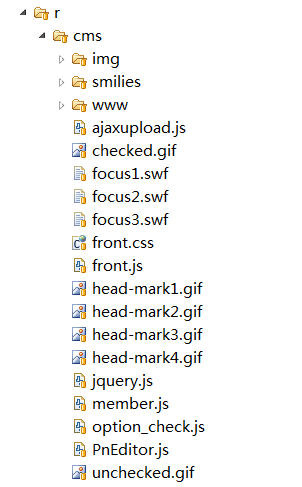 r
cms
img
smilies
www
ajaxupload.js
checked.gif
focus1.swf
focus2.swf
focus3.swf
front.css
front.js
head-mark1.gif
head-mark2.gif
head-mark3.gif
head-mark4.gif
jquery.js
member.js
option_check.js
PnEditor.js
unchecked.gif